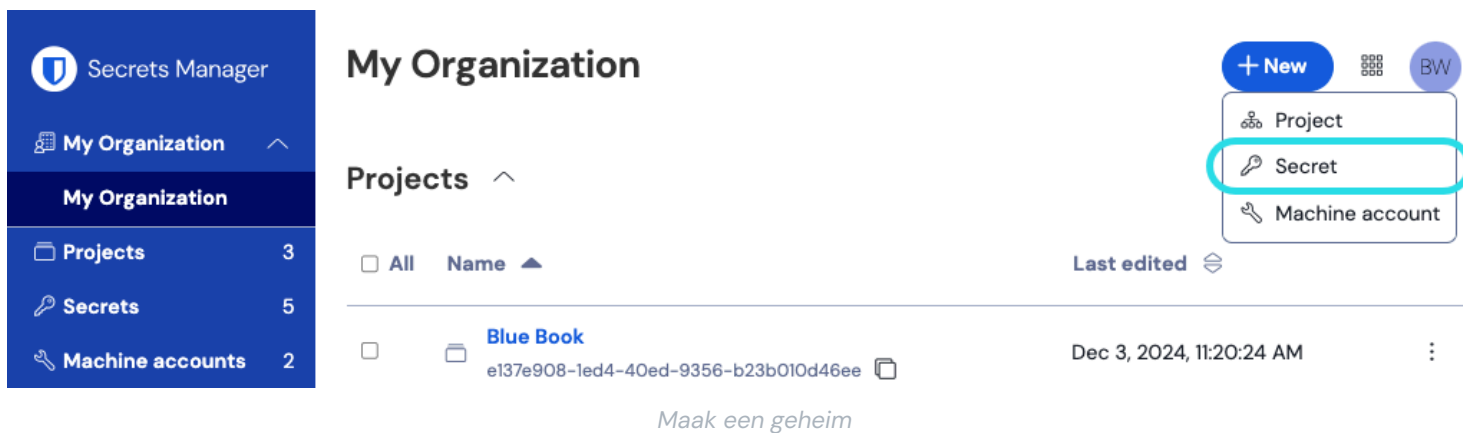 Secrets Manager
My Organization
My Organization
Projects 3
Secrets 5
Machine accounts 2
My Organization
+ New
BW
Project
Secret
Machine account
Projects
All Name Last edited
Blue Book
e137e908-1ed4-40ed-9356-b23b010d46ee
Dec 3, 2024, 11:20:24 AM
Maak een geheim